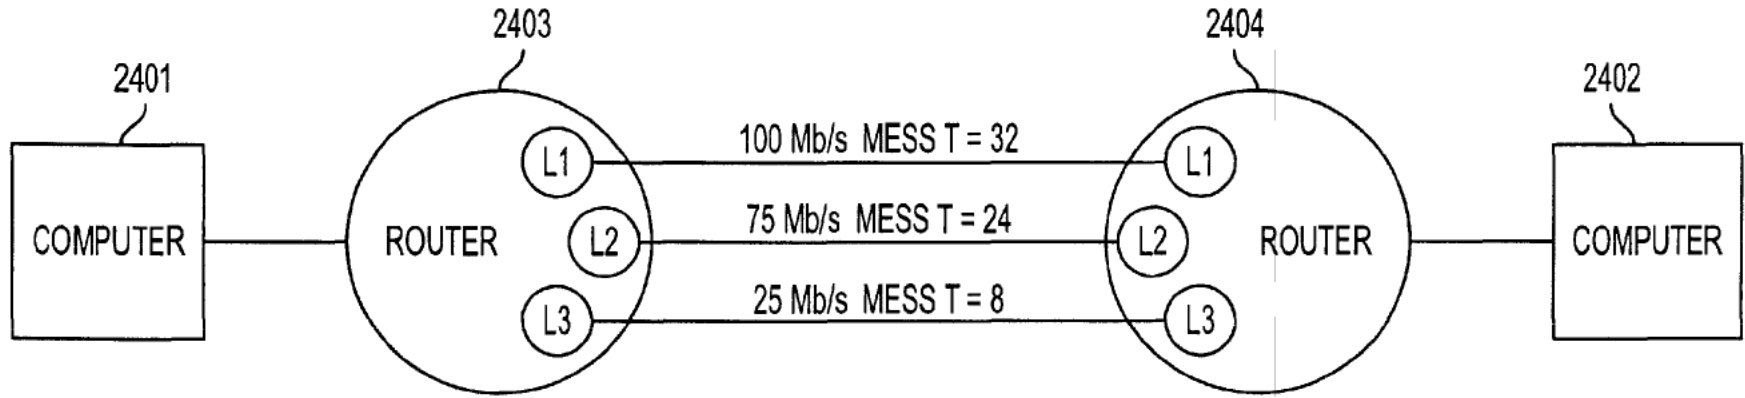 2403
2404
2401
2402
100 Mb/s MESS T = 32
L1
L1
75 Mb/s MESS T = 24
COMPUTER
ROUTER
L2
L2
ROUTER
COMPUTER
25 Mb/s MESS T = 8
L3
L3